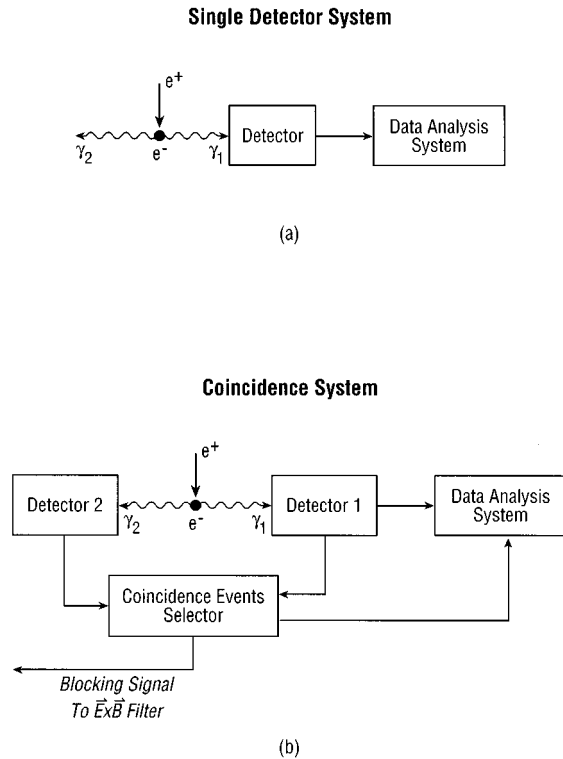 Single Detector System
e+
γ2
e-
γ1
Detector
Data Analysis
System
(a)
Coincidence System
e+
Detector 2
γ2
e-
γ1
Detector 1
Data Analysis
System
Coincidence Events
Selector
Blocking Signal
To E⃗xB⃗ Filter
(b)